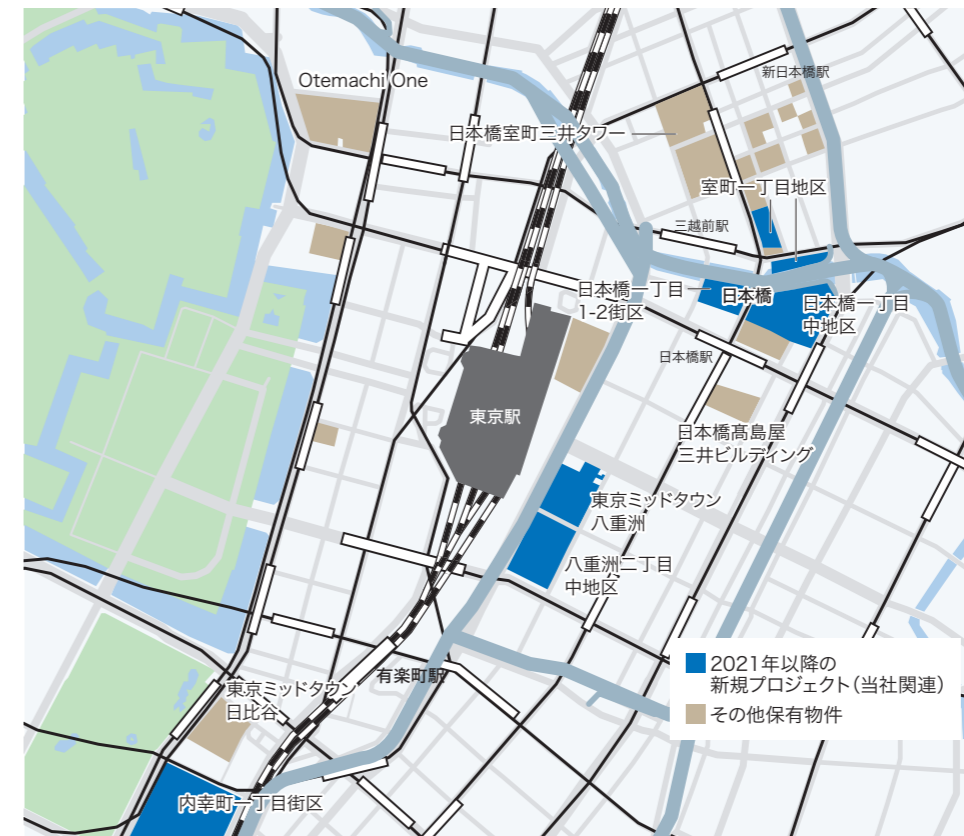 Otemachi One
新日本橋駅
日本橋室町三井タワー
室町一丁目地区
三越前駅
日本橋一丁目
1-2街区
日本橋
日本橋一丁目
中地区
日本橋駅
東京駅
日本橋髙島屋
三井ビルディング
東京ミッドタウン
八重洲
八重洲二丁目
中地区
有楽町駅
東京ミッドタウン
日比谷
内幸町一丁目街区
2021年以降の
新規プロジェクト（当社関連）
その他保有物件